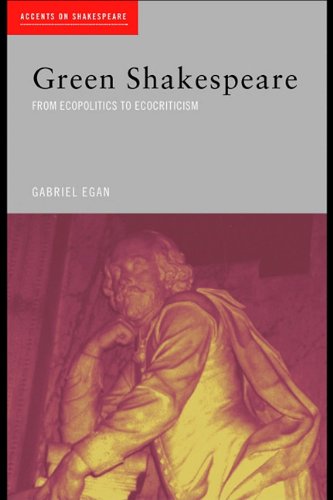 ACCENTS ON SHAKESPEARE
Green Shakespeare
FROM ECOPOLITICS TO ECOCRITICISM
GABRIEL EGAN